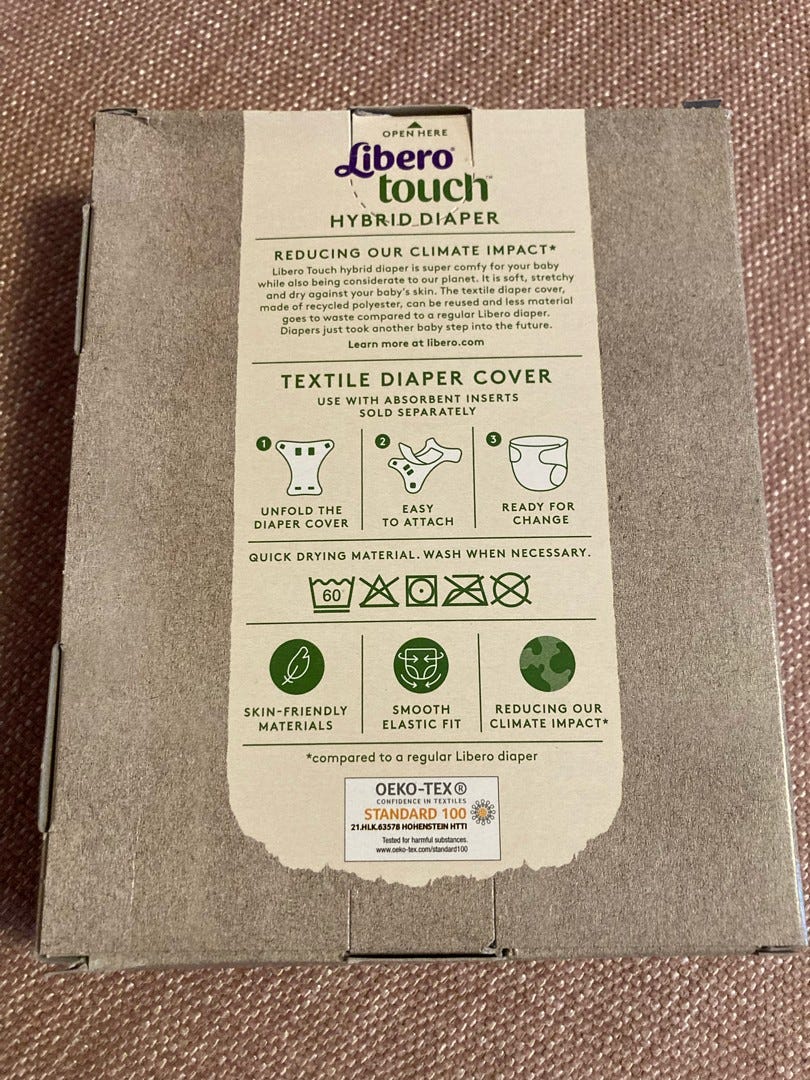 OPEN HERE
Libero®
touch™
HYBRID DIAPER
REDUCING OUR CLIMATE IMPACT*
Libero Touch hybrid diaper is super comfy for your baby
while also being considerate to our planet. It is soft, stretchy
and dry against your baby's skin. The textile diaper cover,
made of recycled polyester, can be reused and less material
goes to waste compared to a regular Libero diaper.
Diapers just took another baby step into the future.
Learn more at libero.com
TEXTILE DIAPER COVER
USE WITH ABSORBENT INSERTS
SOLD SEPARATELY
1
UNFOLD THE
DIAPER COVER
2
EASY
TO ATTACH
3
READY FOR
CHANGE
QUICK DRYING MATERIAL. WASH WHEN NECESSARY.
60
SKIN-FRIENDLY
MATERIALS
SMOOTH
ELASTIC FIT
REDUCING OUR
CLIMATE IMPACT*
*compared to a regular Libero diaper
OEKO-TEX®
CONFIDENCE IN TEXTILES
STANDARD 100
21.HLK.63578 HOHENSTEIN HTTI
Tested for harmful substances.
www.oeko-tex.com/standard100